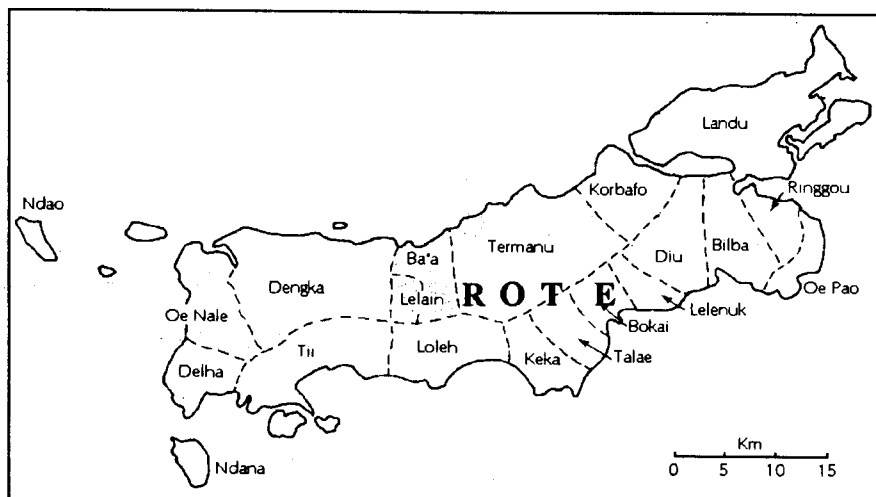 Landu
Ndao
Korbafo
Ringgou
Termanu
Ba'a
Diu
Bilba
Dengka
Lelain
ROTE
Oe Nale
Oe Pao
Lelenuk
Bokai
Tii
Loleh
Keka
Talae
Delha
Ndana
Km
0 5 10 15